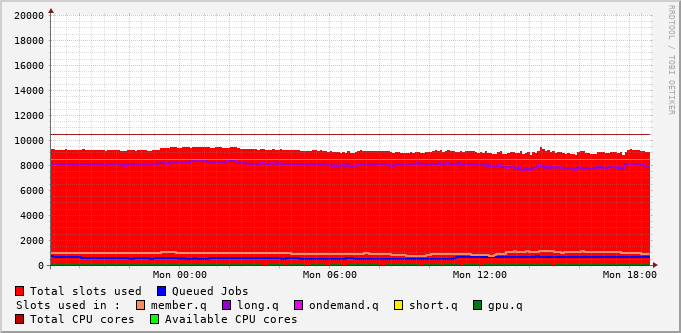 20000
18000
16000
14000
12000
10000
8000
6000
4000
2000
0
Mon 00:00 Mon 06:00 Mon 12:00 Mon 18:00
RRDTOOL / TOBI OETIKER
Total slots used Queued Jobs
Slots used in : member.q long.q ondemand.q short.q gpu.q
Total CPU cores Available CPU cores